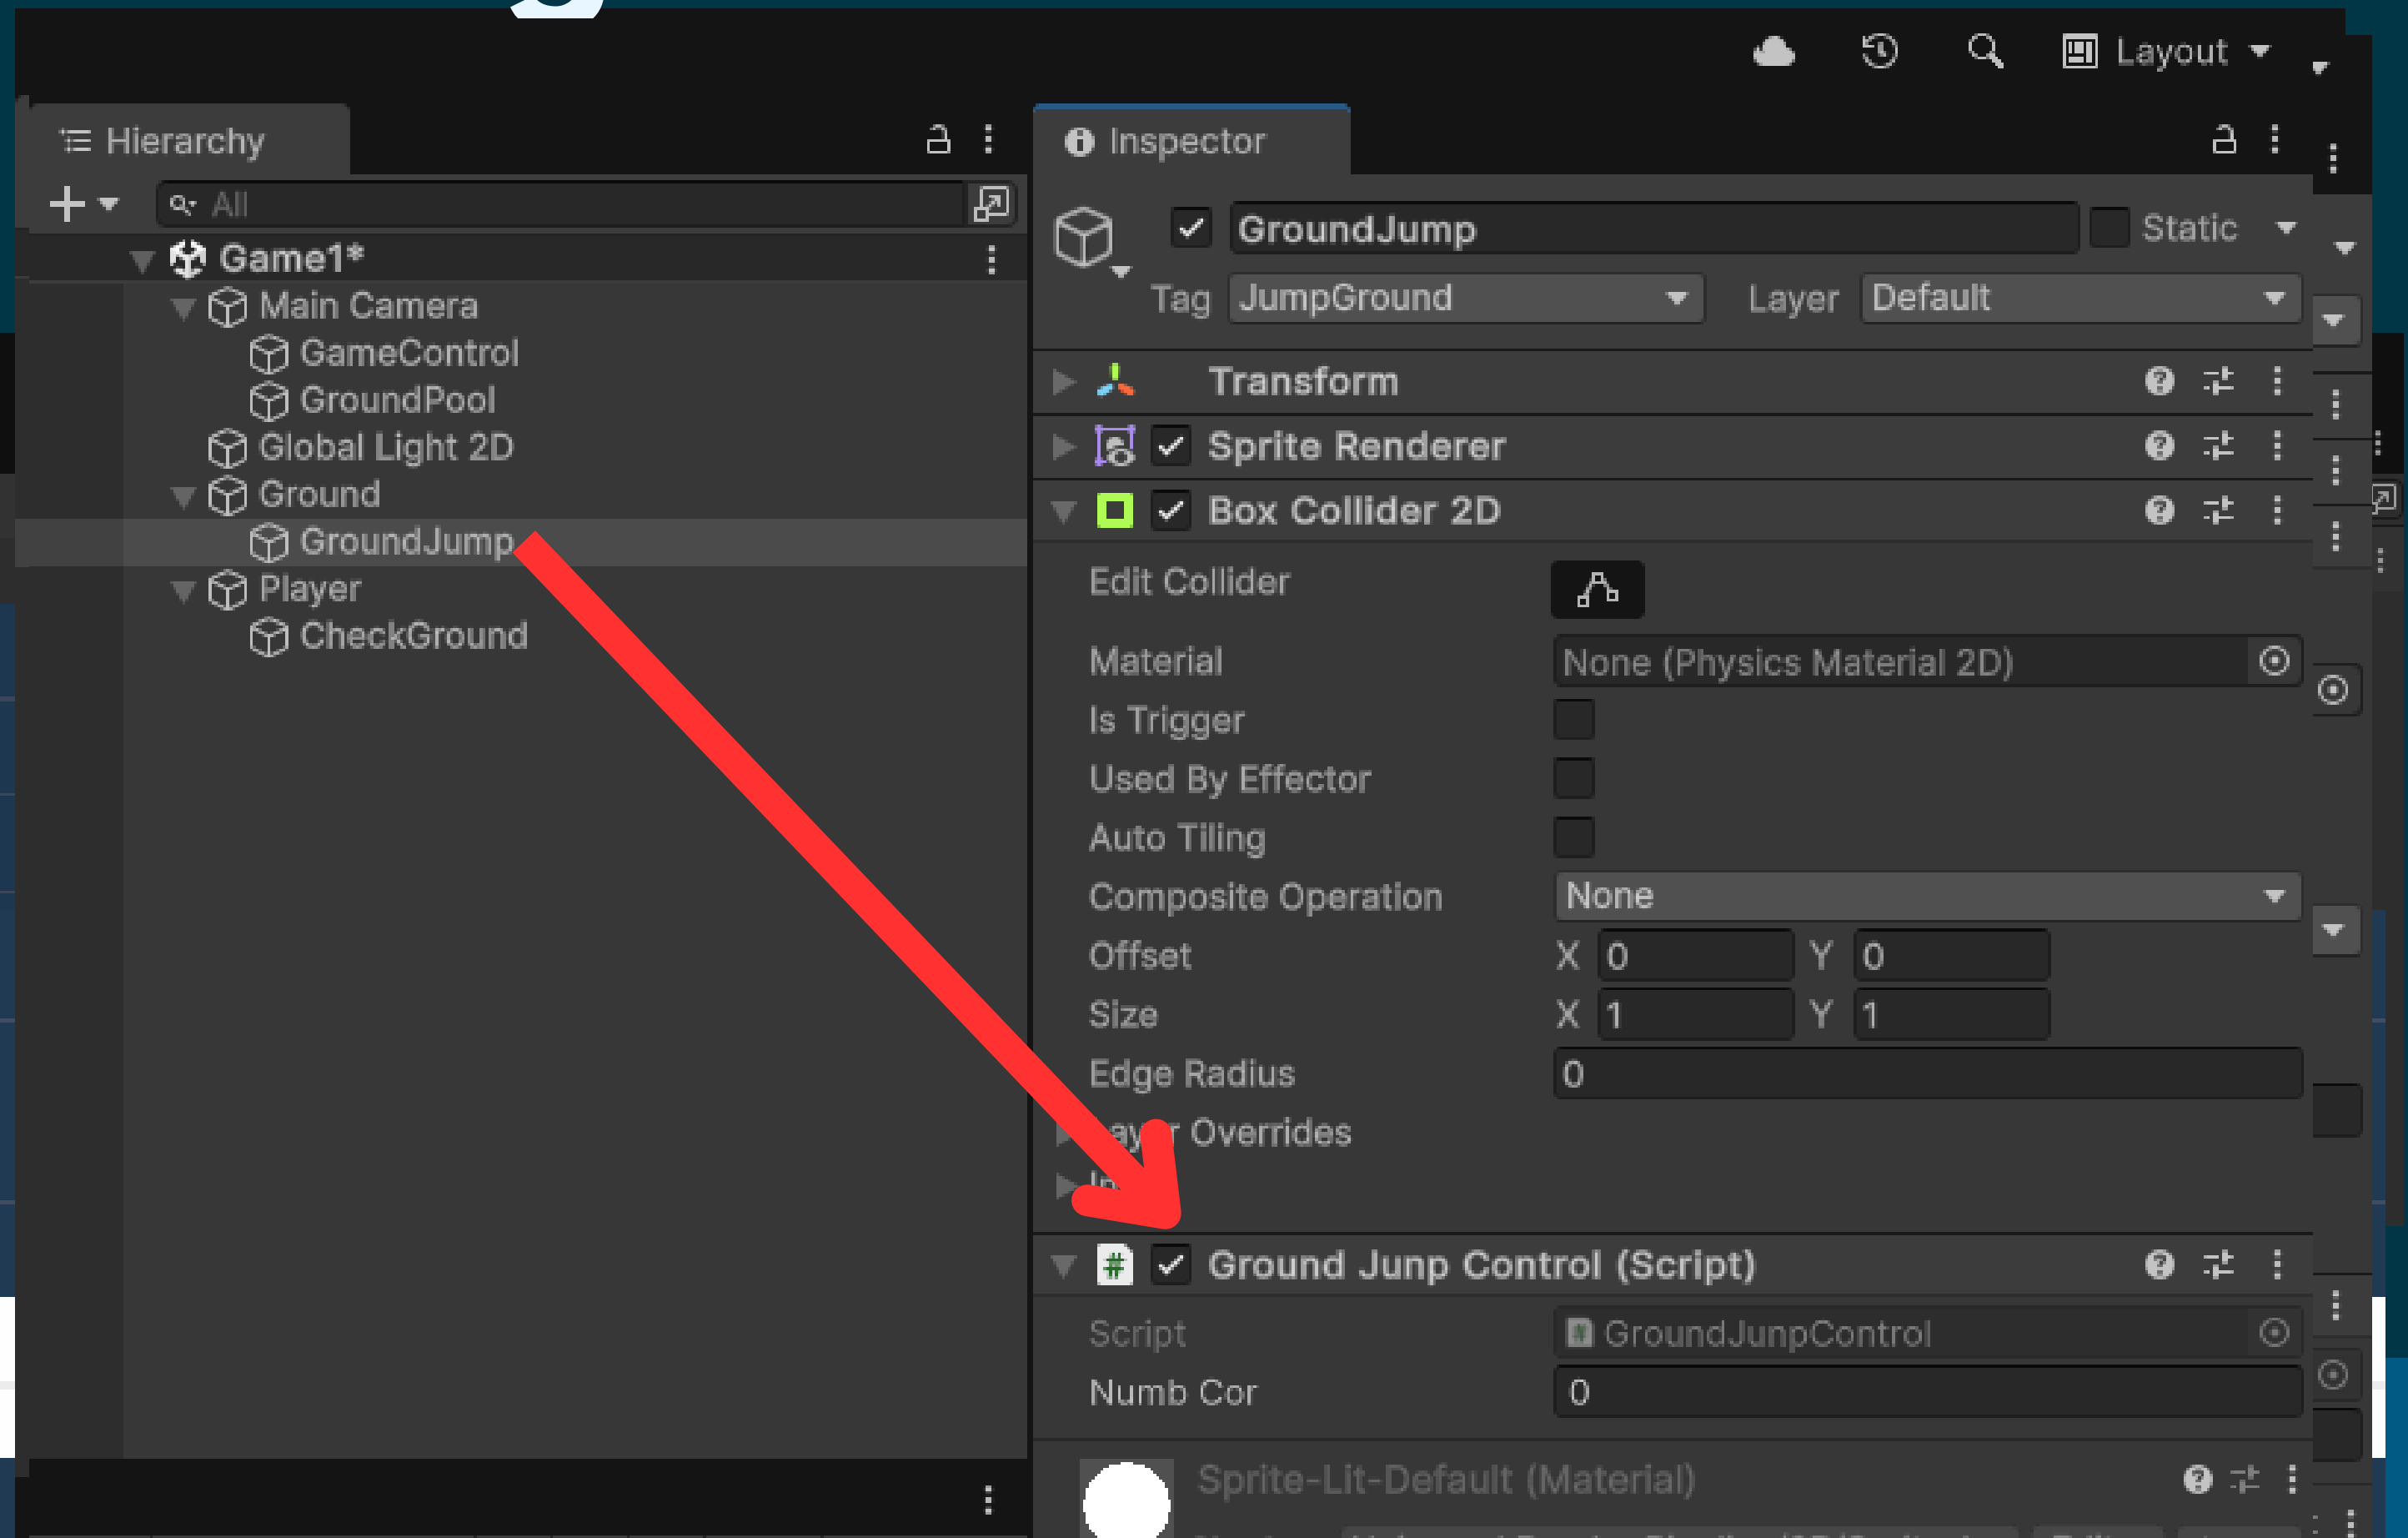 Layout
Hierarchy
All
Game1*
Main Camera
GameControl
GroundPool
Global Light 2D
Ground
GroundJump
Player
CheckGround
Inspector
GroundJump
Static
Tag JumpGround Layer Default
Transform
Sprite Renderer
Box Collider 2D
Edit Collider
Material None (Physics Material 2D)
Is Trigger
Used By Effector
Auto Tiling
Composite Operation None
Offset X 0 Y 0
Size X 1 Y 1
Edge Radius 0
Overrides
Ground Junp Control (Script)
Script GroundJunpControl
Numb Cor 0
Sprite-Lit-Default (Material)